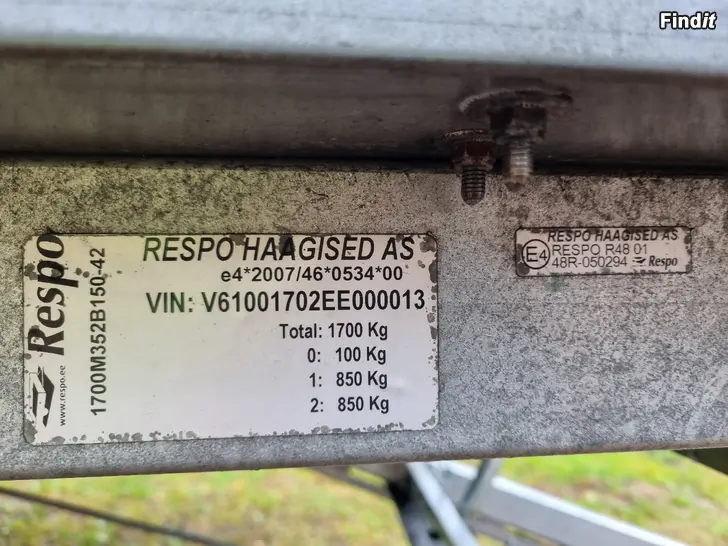 Findit
Respo
www.respo.ee
1700M352B150-42
RESPO HAAGISED AS
e4*2007/46*0534*00
VIN: V61001702EE000013
Total: 1700 Kg
0: 100 Kg
1: 850 Kg
2: 850 Kg
RESPO HAAGISED AS
E4
RESPO R48 01
48R-050294 Respo